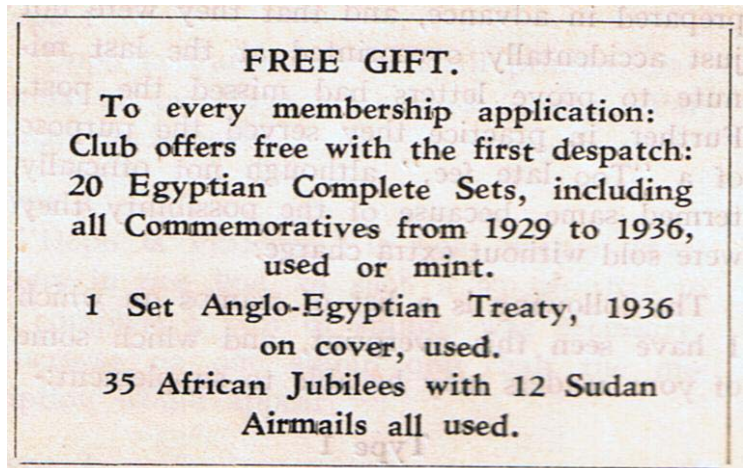 FREE GIFT.
To every membership application:
Club offers free with the first despatch:
20 Egyptian Complete Sets, including
all Commemoratives from 1929 to 1936,
used or mint.
1 Set Anglo-Egyptian Treaty, 1936
on cover, used.
35 African Jubilees with 12 Sudan
Airmails all used.